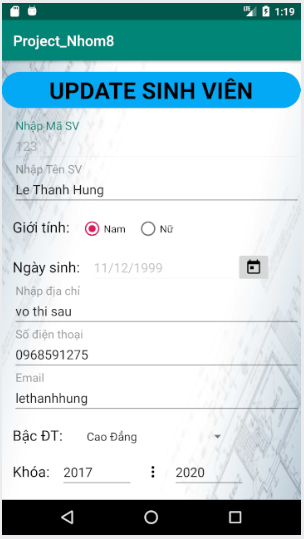 1:19
Project_Nhom8
UPDATE SINH VIÊN
Nhập Mã SV
123
Nhập Tên SV
Le Thanh Hung
Giới tính: Nam Nữ
Ngày sinh: 11/12/1999
Nhập địa chỉ
vo thi sau
Số điện thoại
0968591275
Email
lethanhhung
Bậc ĐT: Cao Đẳng
Khóa: 2017 : 2020